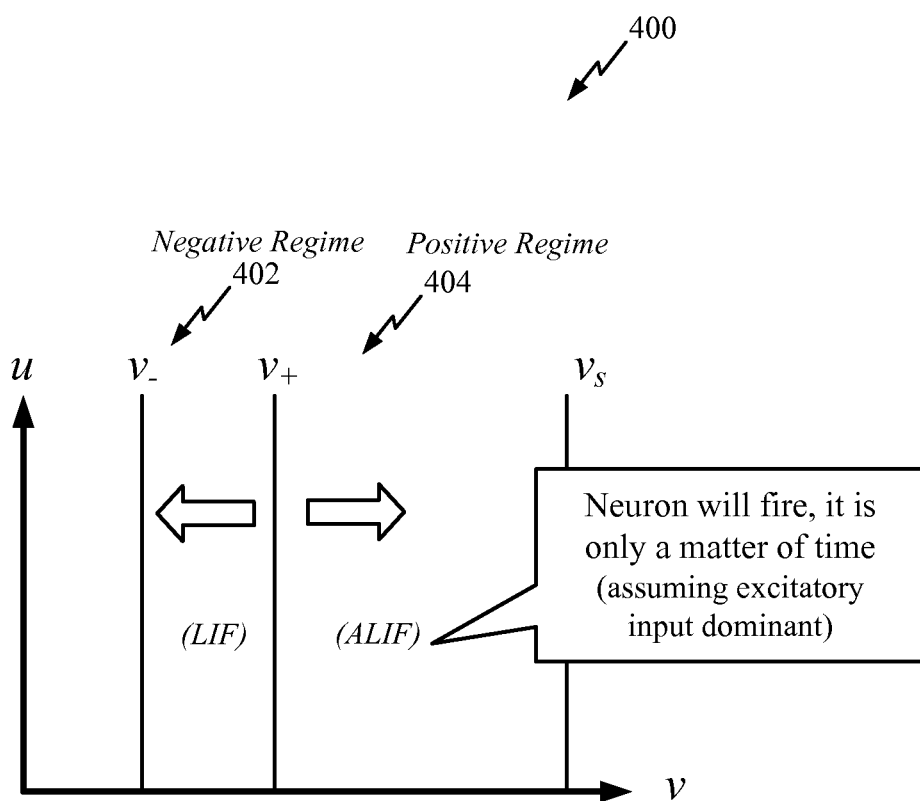 400
Negative Regime
402
Positive Regime
404
u
v-
v+
vs
Neuron will fire, it is
only a matter of time
(assuming excitatory
input dominant)
(LIF)
(ALIF)
v